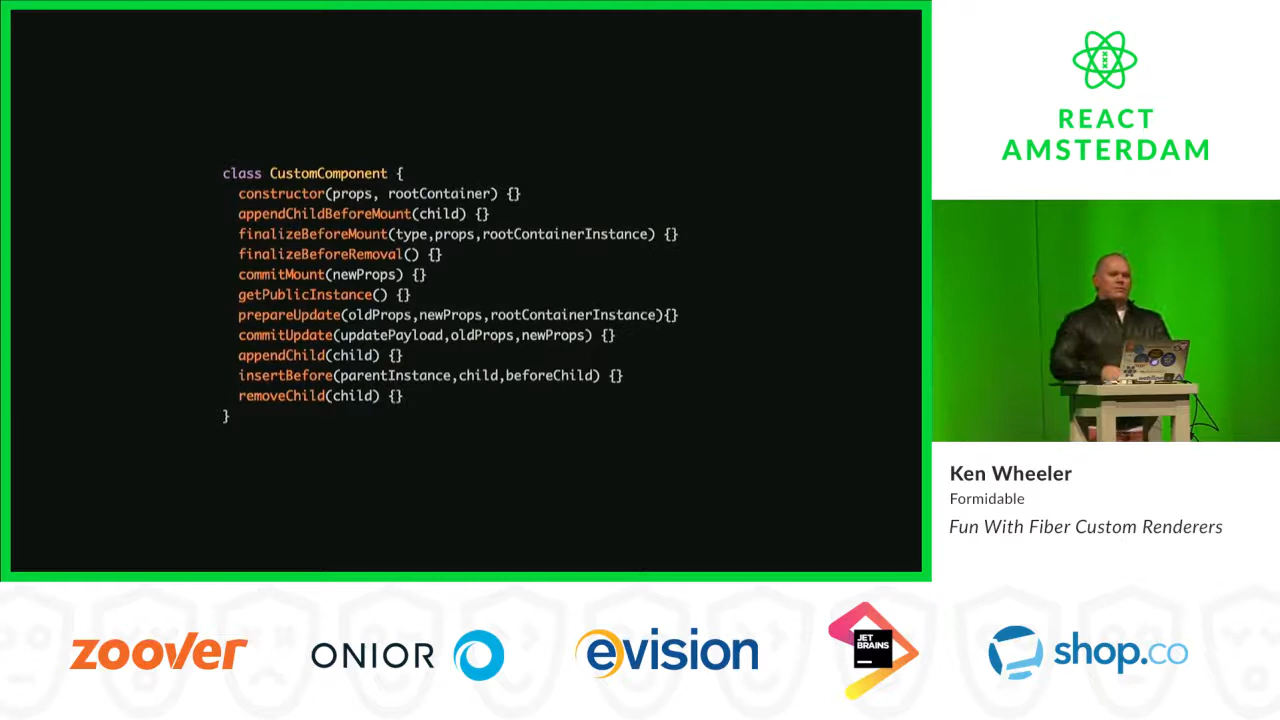 class CustomComponent {
constructor(props, rootContainer) {}
appendChildBeforeMount(child) {}
finalizeBeforeMount(type,props,rootContainerInstance) {}
finalizeBeforeRemoval() {}
commitMount(newProps) {}
getPublicInstance() {}
prepareUpdate(oldProps,newProps,rootContainerInstance){}
commitUpdate(updatePayload,oldProps,newProps) {}
appendChild(child) {}
insertBefore(parentInstance,child,beforeChild) {}
removeChild(child) {}
}
REACT
AMSTERDAM
Ken Wheeler
Formidable
Fun With Fiber Custom Renderers
zoover
ONIOR
evision
JET
BRAINS
shop.co